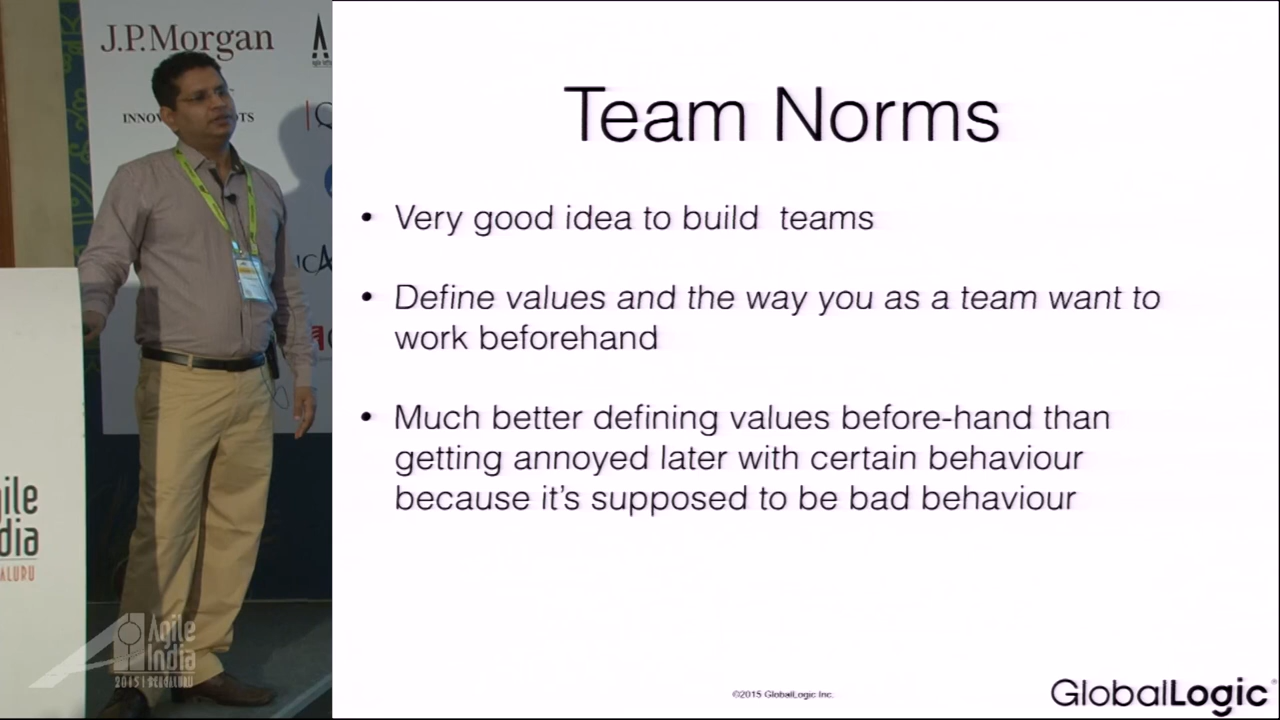 J.P.Morgan
Team Norms
• Very good idea to build teams
• Define values and the way you as a team want to
work beforehand
• Much better defining values before-hand than
getting annoyed later with certain behaviour
because it's supposed to be bad behaviour
©2015 GlobalLogic Inc.
GlobalLogic
Agile
India
2015 | BENGALURU